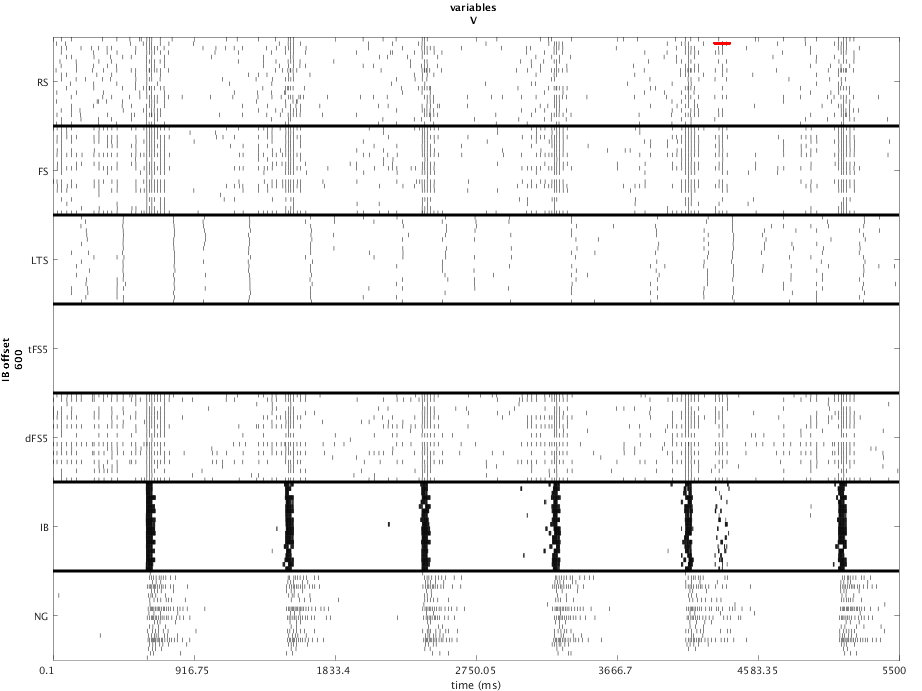 variables
V
RS
FS
LTS
IB offset
600
tFS5
dFS5
IB
NG
0.1 916.75 1833.4 2750.05 3666.7 4583.35 5500
time (ms)